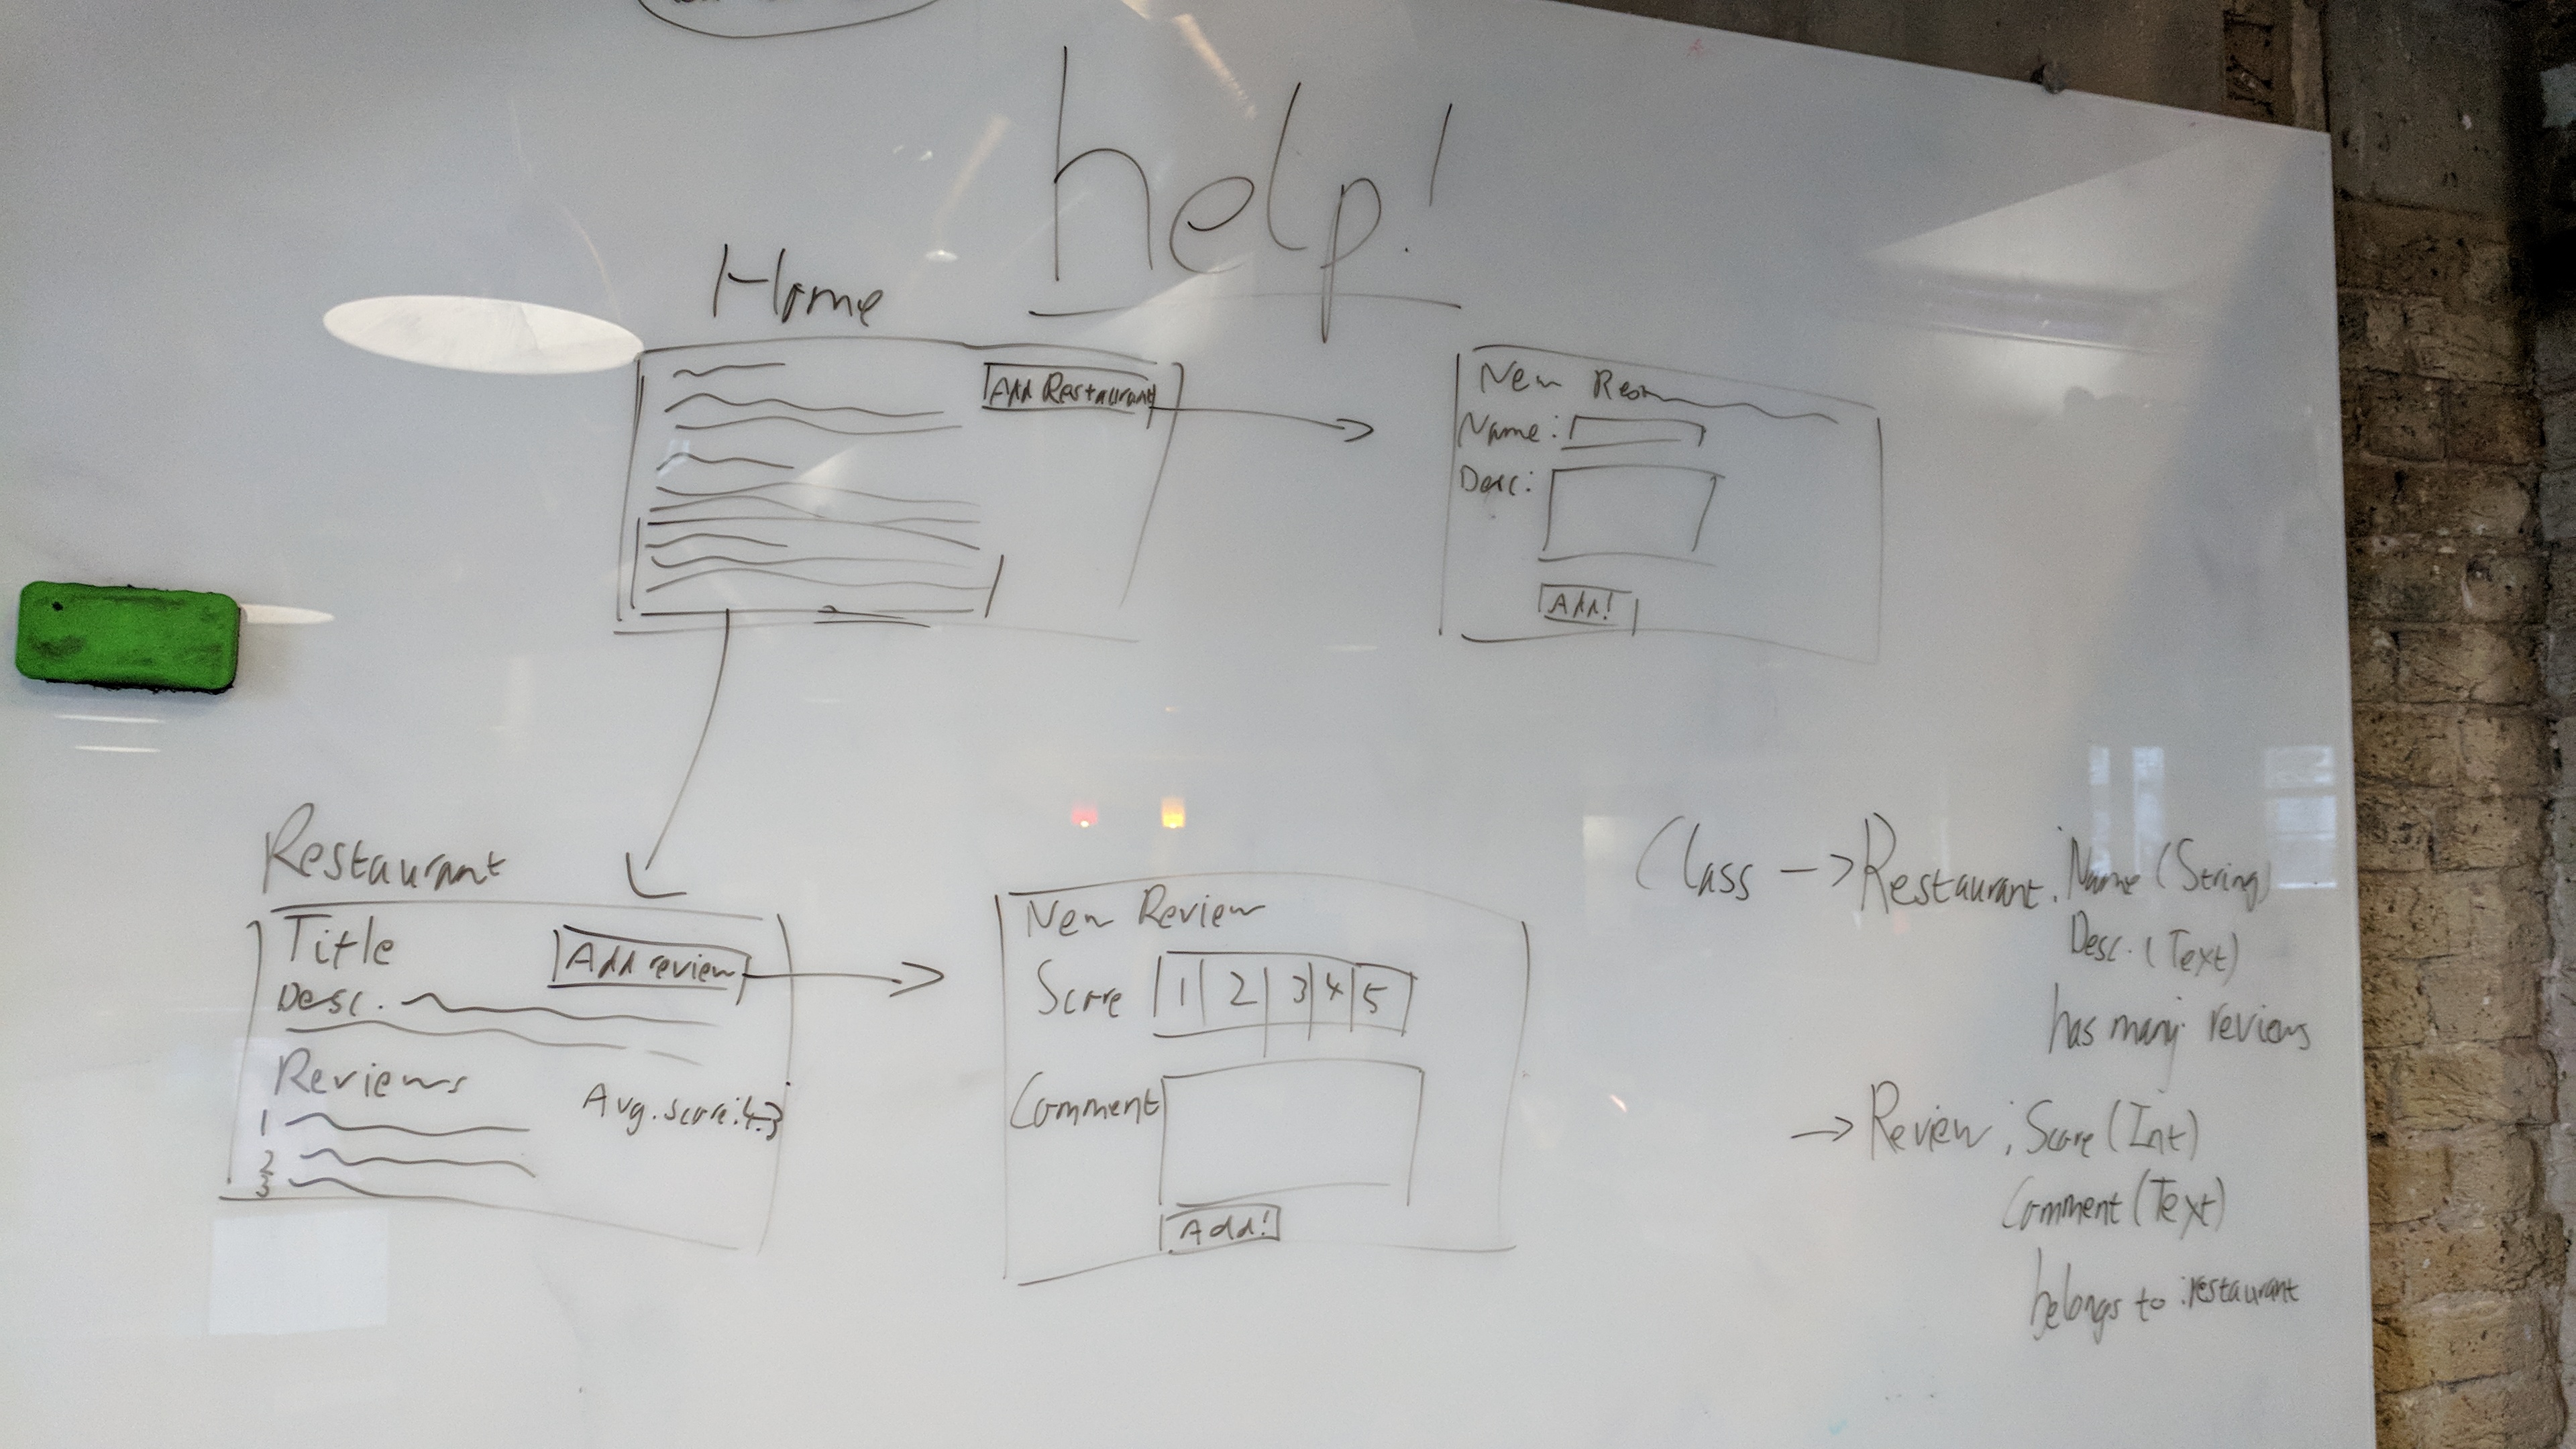 help!
Home
Add Restaurant
New Res
Name:
Desc:
Add!
Restaurant
Title
Add review
Desc.
Reviews
Avg. score: 4.3
1
2
3
New Review
Score 1 2 3 4 5
Comment
Add!
Class -> Restaurant. Name (String)
Desc. (Text)
has many reviews
-> Review: Score (Int)
Comment (Text)
belongs to restaurant